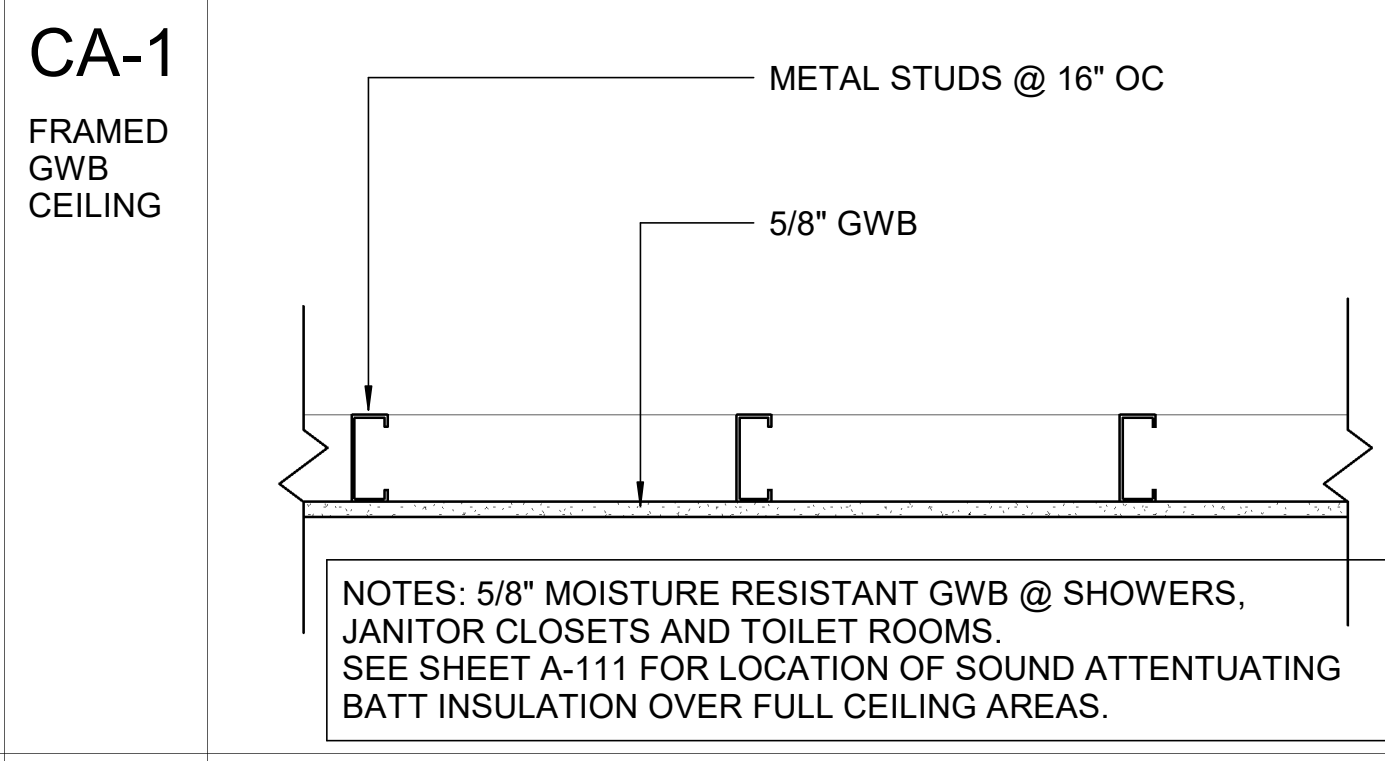 CA-1
FRAMED
GWB
CEILING
METAL STUDS @ 16" OC
5/8" GWB
NOTES: 5/8" MOISTURE RESISTANT GWB @ SHOWERS,
JANITOR CLOSETS AND TOILET ROOMS.
SEE SHEET A-111 FOR LOCATION OF SOUND ATTENTUATING
BATT INSULATION OVER FULL CEILING AREAS.